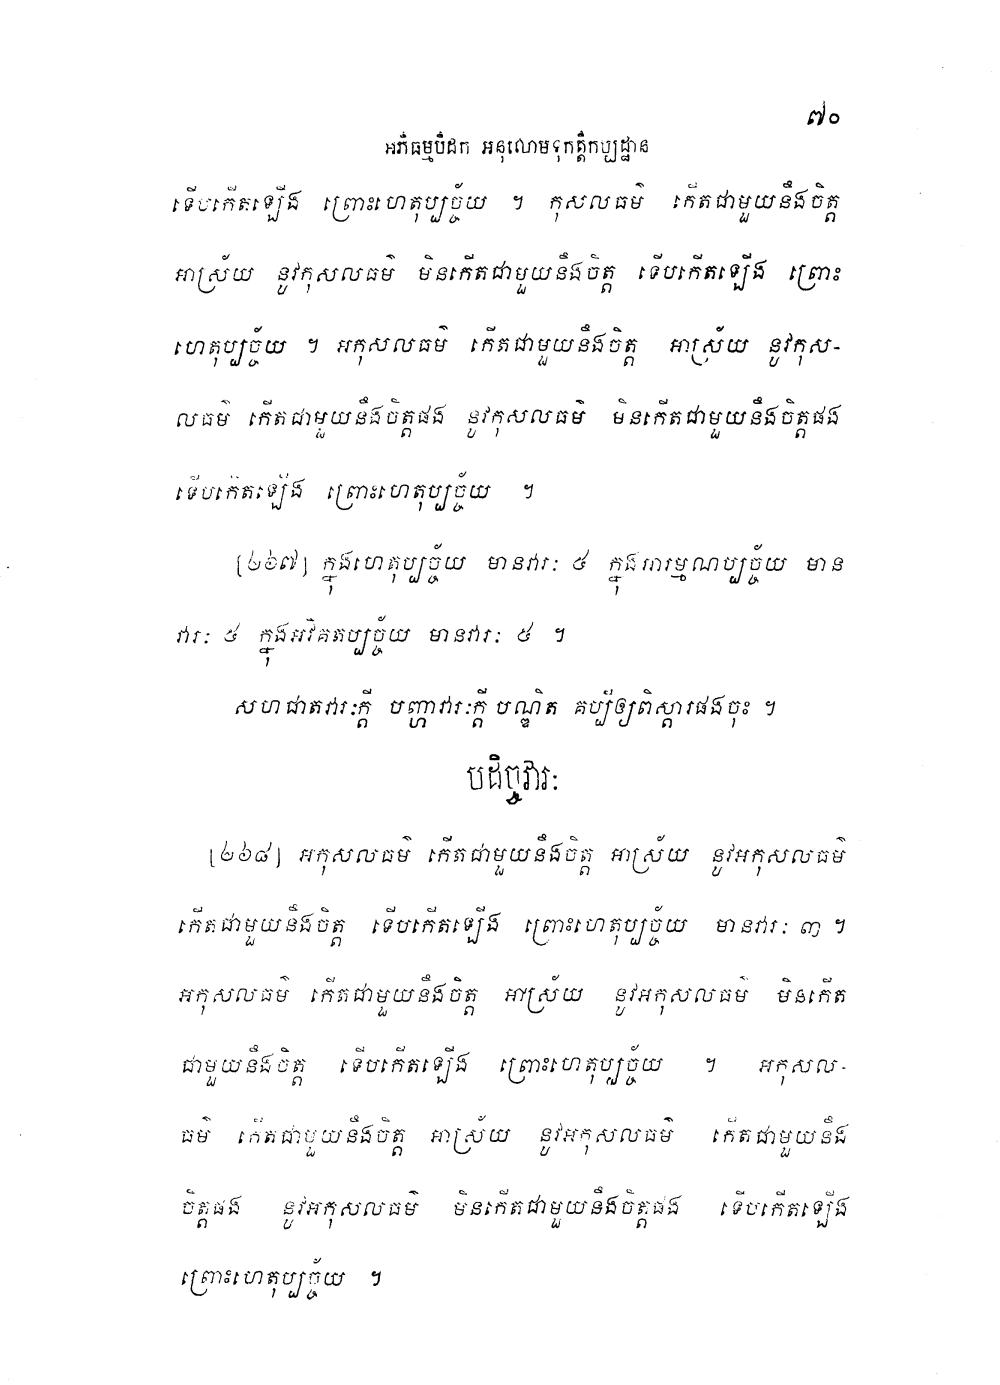 ៧០
អភិធម្មបិដក អនុលោមទុកត្តិកប្បដ្ឋាន
ទើបកើតឡើង ព្រោះហេតុប្បច្ច័យ ។ កុសលធម៌ កើតជាមួយនឹងចិត្ត
អាស្រ័យ នូវកុសលធម៌ មិនកើតជាមួយនឹងចិត្ត ទើបកើតឡើង ព្រោះ
ហេតុប្បច្ច័យ ។ អកុសលធម៌ កើតជាមួយនឹងចិត្ត អាស្រ័យ នូវកុស-
លធម៌ កើតជាមួយនឹងចិត្តផង នូវកុសលធម៌ មិនកើតជាមួយនឹងចិត្តផង
ទើបកើតឡើង ព្រោះហេតុប្បច្ច័យ ។
[២៦៧] ក្នុងហេតុប្បច្ច័យ មានវារៈ ៥ ក្នុងអារម្មណប្បច្ច័យ មាន
វារៈ ៥ ក្នុងអវិគតប្បច្ច័យ មានវារៈ ៥ ។
សហជាតវារៈក្តី បញ្ហាវារៈក្តី បណ្ឌិត គប្បីឲ្យពិស្តារផងចុះ ។
បដិច្ចវារៈ
[២៦៨] អកុសលធម៌ កើតជាមួយនឹងចិត្ត អាស្រ័យ នូវអកុសលធម៌
កើតជាមួយនឹងចិត្ត ទើបកើតឡើង ព្រោះហេតុប្បច្ច័យ មានវារៈ ៣ ។
អកុសលធម៌ កើតជាមួយនឹងចិត្ត អាស្រ័យ នូវអកុសលធម៌ មិនកើត
ជាមួយនឹងចិត្ត ទើបកើតឡើង ព្រោះហេតុប្បច្ច័យ ។ អកុសល-
ធម៌ កើតជាមួយនឹងចិត្ត អាស្រ័យ នូវអកុសលធម៌ កើតជាមួយនឹង
ចិត្តផង នូវអកុសលធម៌ មិនកើតជាមួយនឹងចិត្តផង ទើបកើតឡើង
ព្រោះហេតុប្បច្ច័យ ។